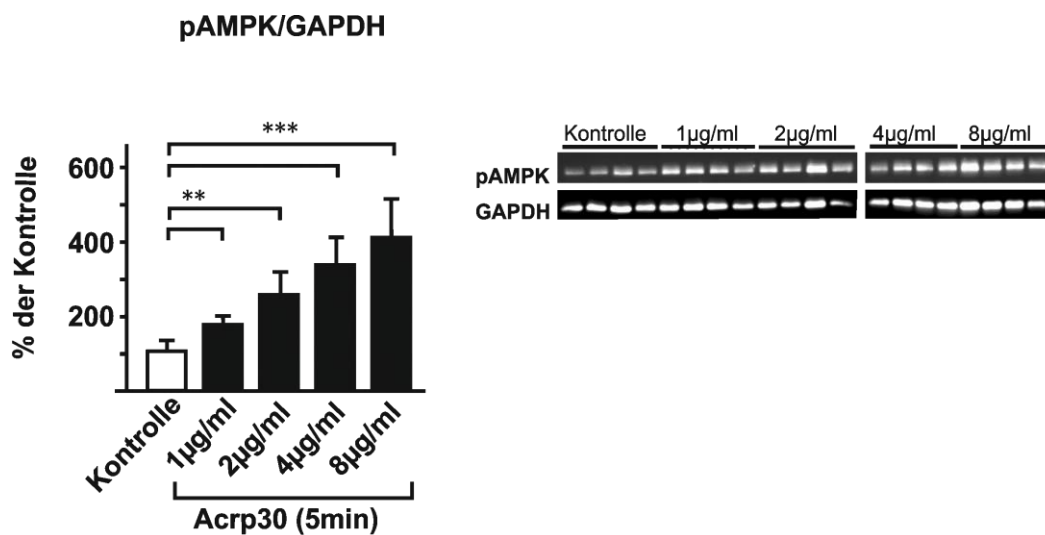 pAMPK/GAPDH
% der Kontrolle
600
400
200
***
**
Kontrolle
1µg/ml
2µg/ml
4µg/ml
8µg/ml
Acrp30 (5min)
Kontrolle 1µg/ml 2µg/ml 4µg/ml 8µg/ml
pAMPK
GAPDH